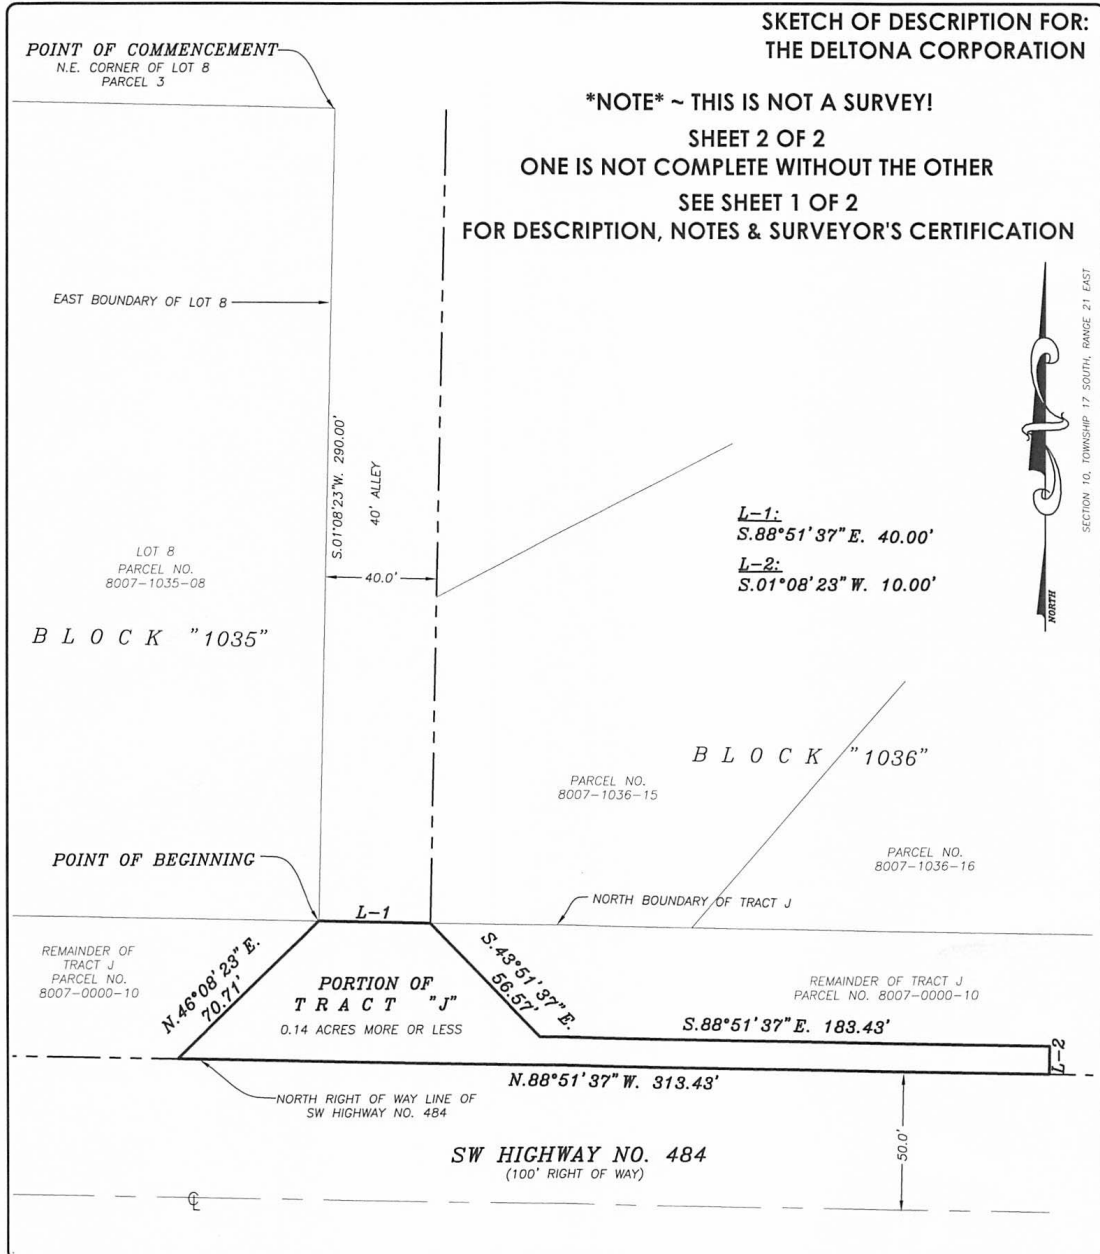 SKETCH OF DESCRIPTION FOR:
THE DELTONA CORPORATION
POINT OF COMMENCEMENT
N.E. CORNER OF LOT 8
PARCEL 3
*NOTE* ~ THIS IS NOT A SURVEY!
SHEET 2 OF 2
ONE IS NOT COMPLETE WITHOUT THE OTHER
SEE SHEET 1 OF 2
FOR DESCRIPTION, NOTES & SURVEYOR'S CERTIFICATION
EAST BOUNDARY OF LOT 8
SECTION 10, TOWNSHIP 17 SOUTH, RANGE 21 EAST
NORTH
S.01°08'23"W. 290.00'
40' ALLEY
40.0'
L-1:
S.88°51'37"E. 40.00'
L-2:
S.01°08'23"W. 10.00'
LOT 8
PARCEL NO.
8007-1035-08
BLOCK "1035"
BLOCK "1036"
PARCEL NO.
8007-1036-15
PARCEL NO.
8007-1036-16
POINT OF BEGINNING
L-1
NORTH BOUNDARY OF TRACT J
REMAINDER OF
TRACT J
PARCEL NO.
8007-0000-10
N.46°08'23"E.
70.71'
PORTION OF
TRACT "J"
0.14 ACRES MORE OR LESS
S.43°51'37"E.
56.57'
REMAINDER OF TRACT J
PARCEL NO. 8007-0000-10
S.88°51'37"E. 183.43'
L-2
N.88°51'37"W. 313.43'
NORTH RIGHT OF WAY LINE OF
SW HIGHWAY NO. 484
SW HIGHWAY NO. 484
(100' RIGHT OF WAY)
50.0'
℄